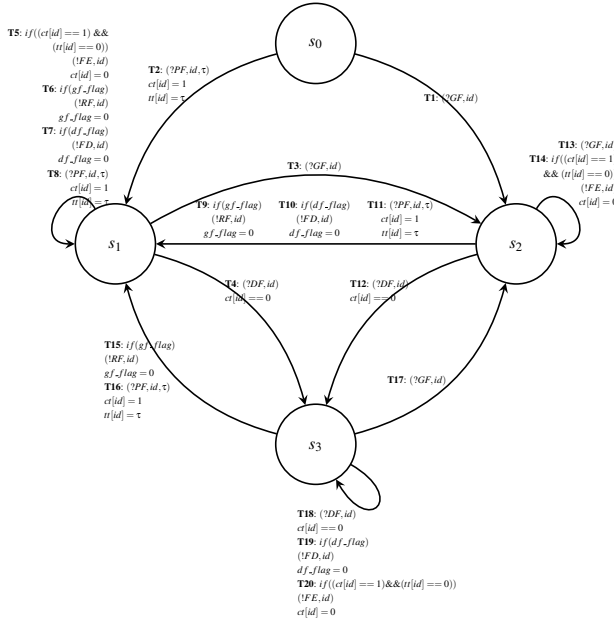 T5: if((ct[id] == 1) &&
(tt[id] == 0))
(!FE,id)
ct[id] = 0
T6: if(gf_flag)
(!RF,id)
gf_flag = 0
T7: if(df_flag)
(!FD,id)
df_flag = 0
T8: (?PF,id,τ)
ct[id] = 1
tt[id] = τ
s0
T2: (?PF,id,τ)
ct[id] = 1
tt[id] = τ
T1: (?GF,id)
T13: (?GF,id
T14: if((ct[id] == 1
&& (tt[id] == 0)
(!FE,id
ct[id] = 0
T3: (?GF,id)
T9: if(gf_flag)
(!RF,id)
gf_flag = 0
T10: if(df_flag)
(!FD,id)
df_flag = 0
T11: (?PF,id,τ)
ct[id] = 1
tt[id] = τ
s1
s2
T4: (?DF,id)
ct[id] == 0
T12: (?DF,id)
ct[id] == 0
T15: if(gf_flag)
(!RF,id)
gf_flag = 0
T16: (?PF,id,τ)
ct[id] = 1
tt[id] = τ
T17: (?GF,id)
s3
T18: (?DF,id)
ct[id] == 0
T19: if(df_flag)
(!FD,id)
df_flag = 0
T20: if((ct[id] == 1)&&(tt[id] == 0))
(!FE,id)
ct[id] = 0